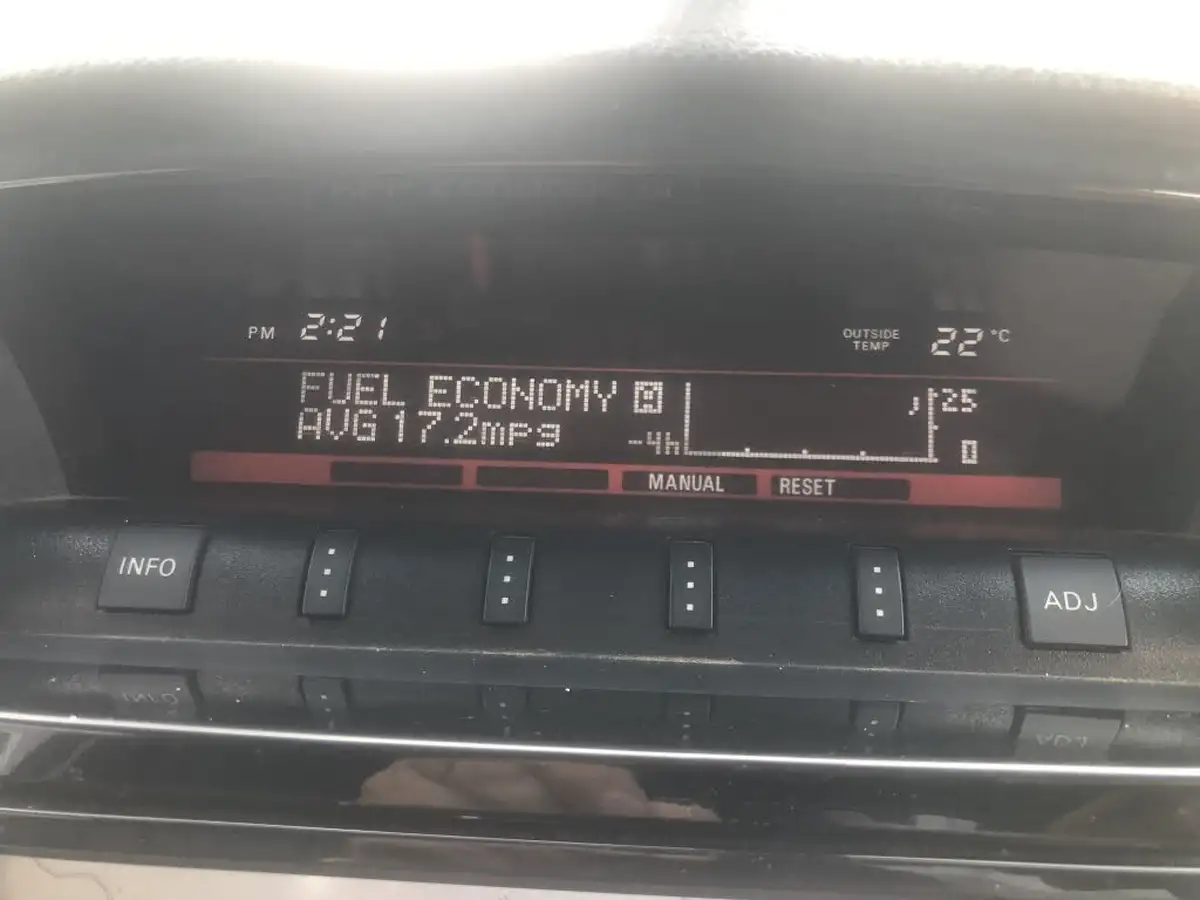 PM 2:21
OUTSIDE TEMP 22 °C
FUEL ECONOMY
AVG 17.2mpg
-4h
25
0
MANUAL RESET
INFO
ADJ